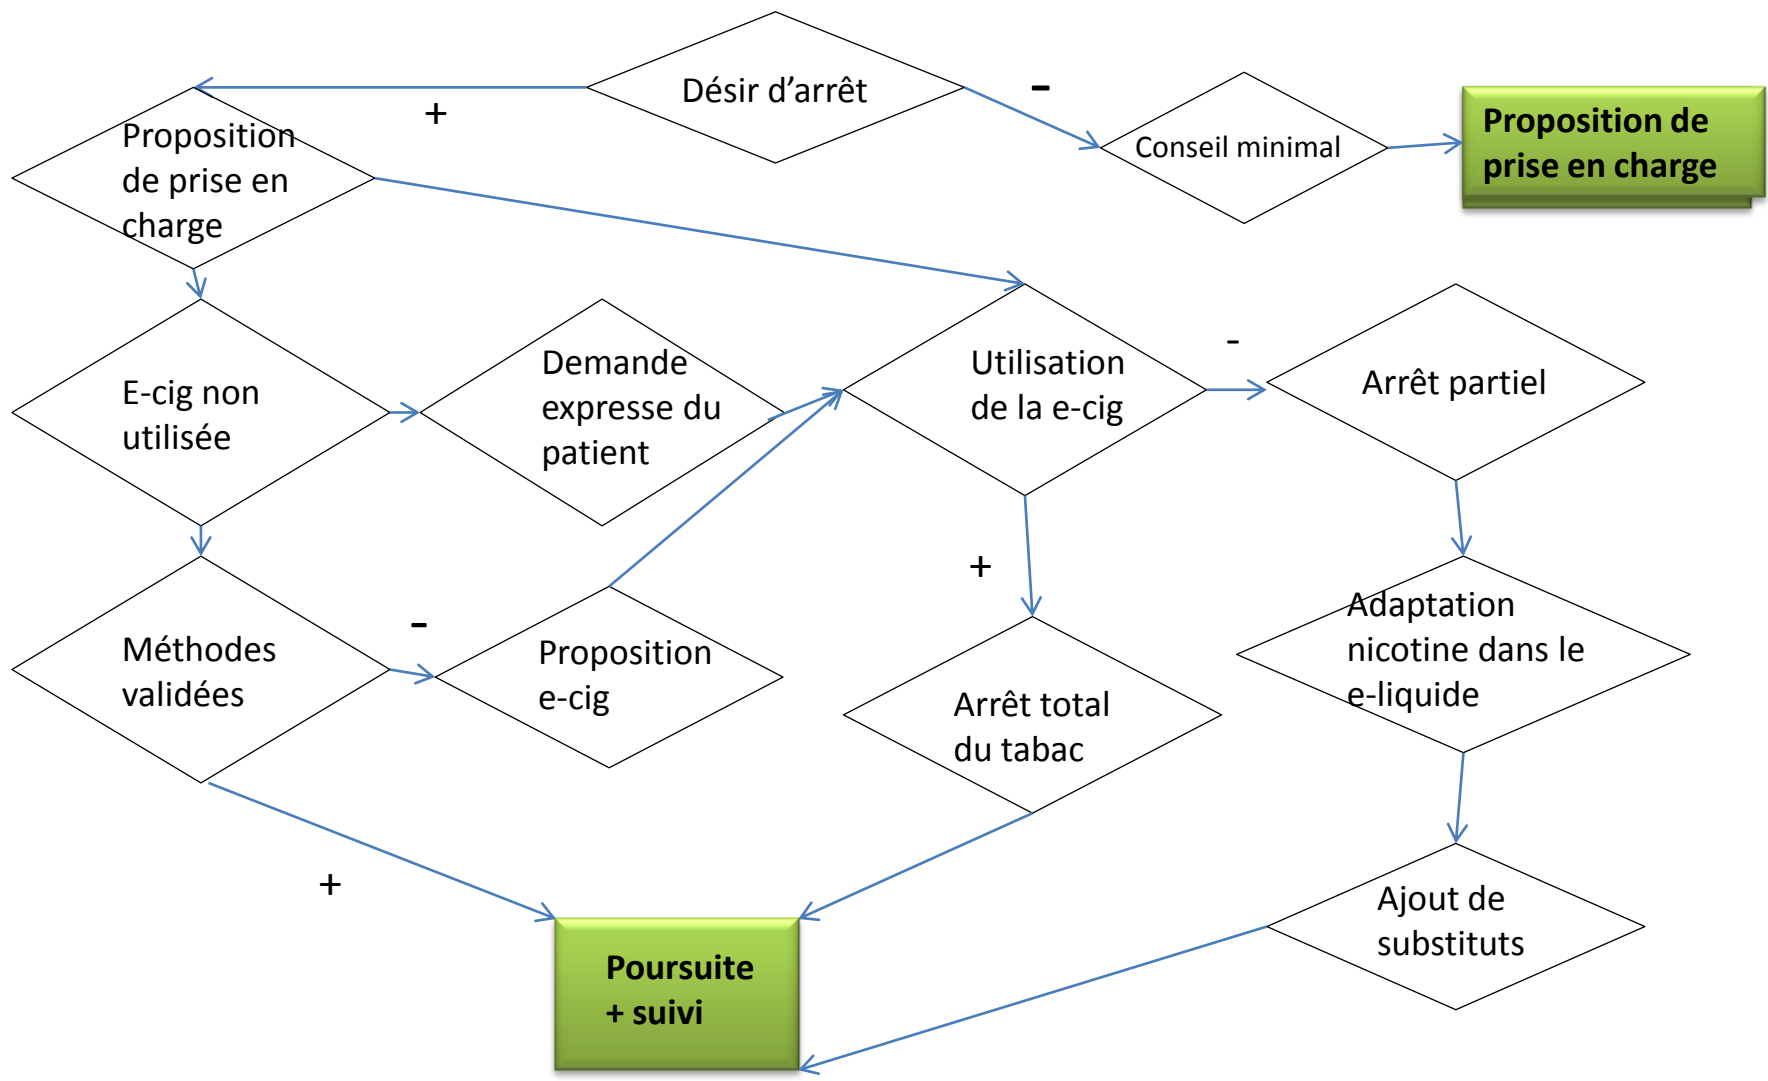 Désir d'arrêt
-
+
Conseil minimal
Proposition de
prise en charge
Proposition
de prise en
charge
E-cig non
utilisée
Demande
expresse du
patient
Utilisation
de la e-cig
-
Arrêt partiel
Méthodes
validées
-
Proposition
e-cig
+
Arrêt total
du tabac
Adaptation
nicotine dans le
e-liquide
+
Poursuite
+ suivi
Ajout de
substituts